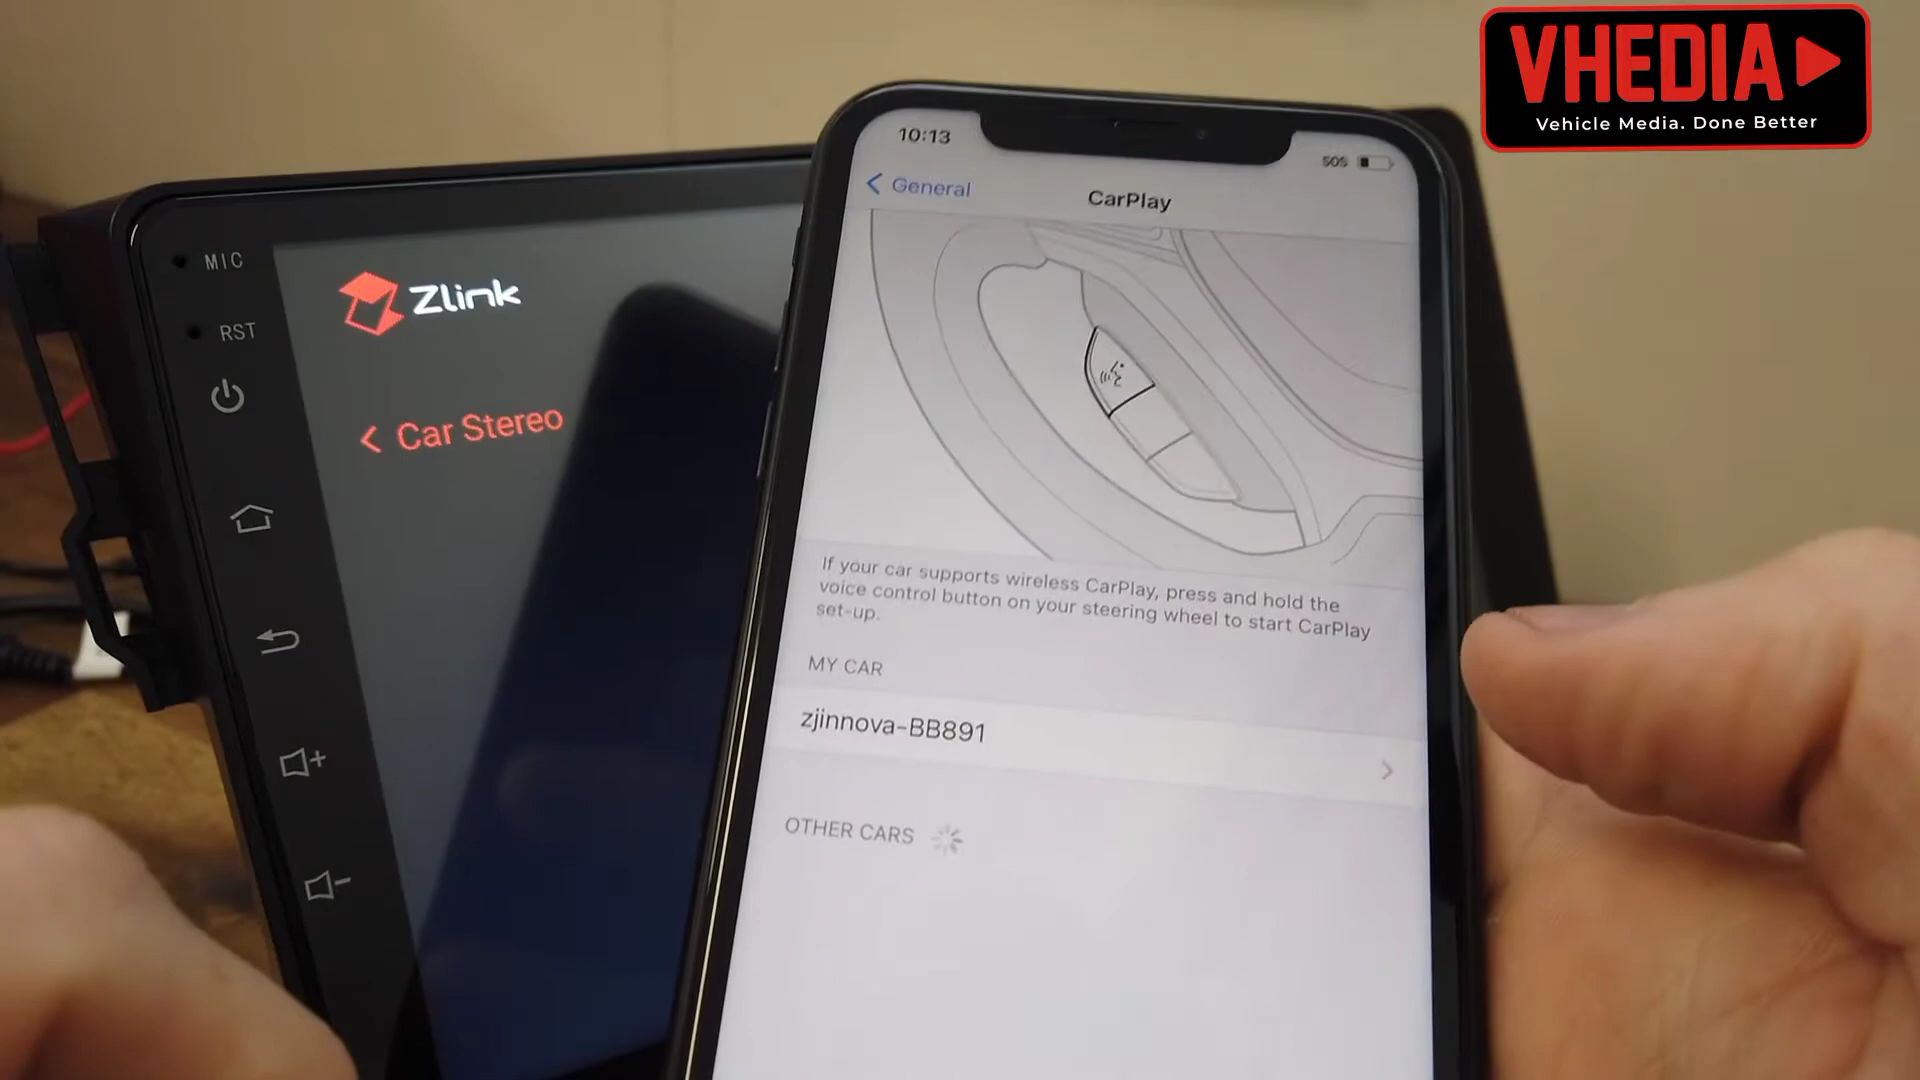 VHEDIA
Vehicle Media. Done Better
10:13
SOS
General
CarPlay
MIC
RST
Zlink
Car Stereo
If your car supports wireless CarPlay, press and hold the
voice control button on your steering wheel to start CarPlay
set-up.
MY CAR
zjinnova-BB891
OTHER CARS